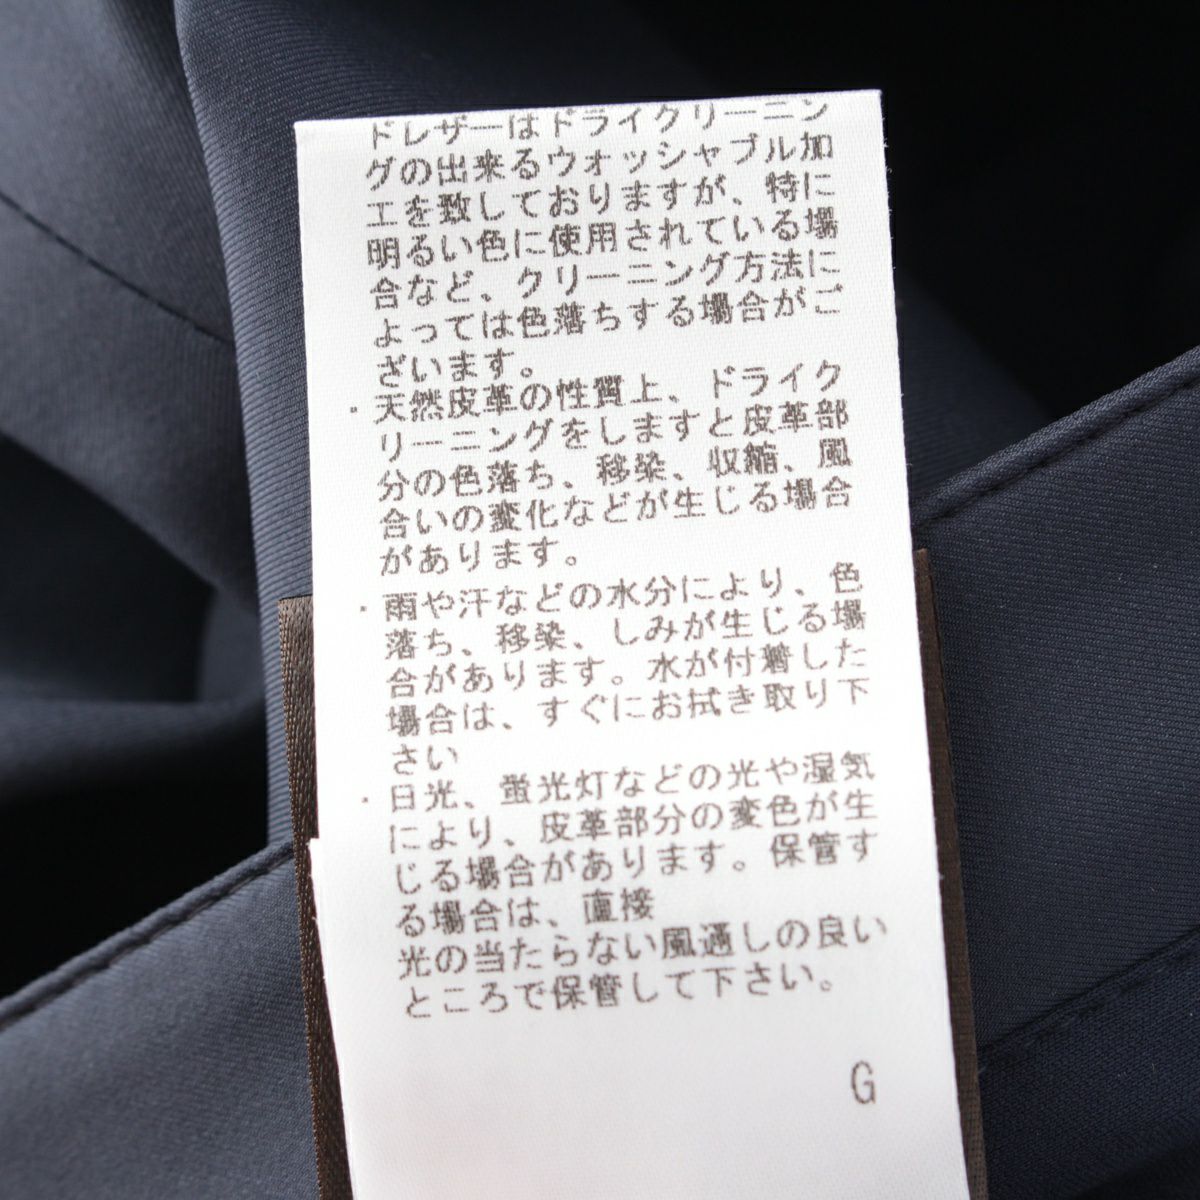 ドレザーはドライクリーニン
グの出来るウォッシャブル加
工を致しておりますが、特に
明るい色に使用されている場
合など、クリーニング方法に
よっては色落ちする場合がご
ざいます。
・天然皮革の性質上、ドライク
リーニングをしますと皮革部
分の色落ち、移染、収縮、風
合いの変化などが生じる場合
があります。
・雨や汗などの水分により、色
落ち、移染、しみが生じる場
合があります。水が付着した
場合は、すぐにお拭き取り下
さい
・日光、蛍光灯などの光や湿気
により、皮革部分の変色が生
じる場合があります。保管す
る場合は、直接
光の当たらない風通しの良い
ところで保管して下さい。
G